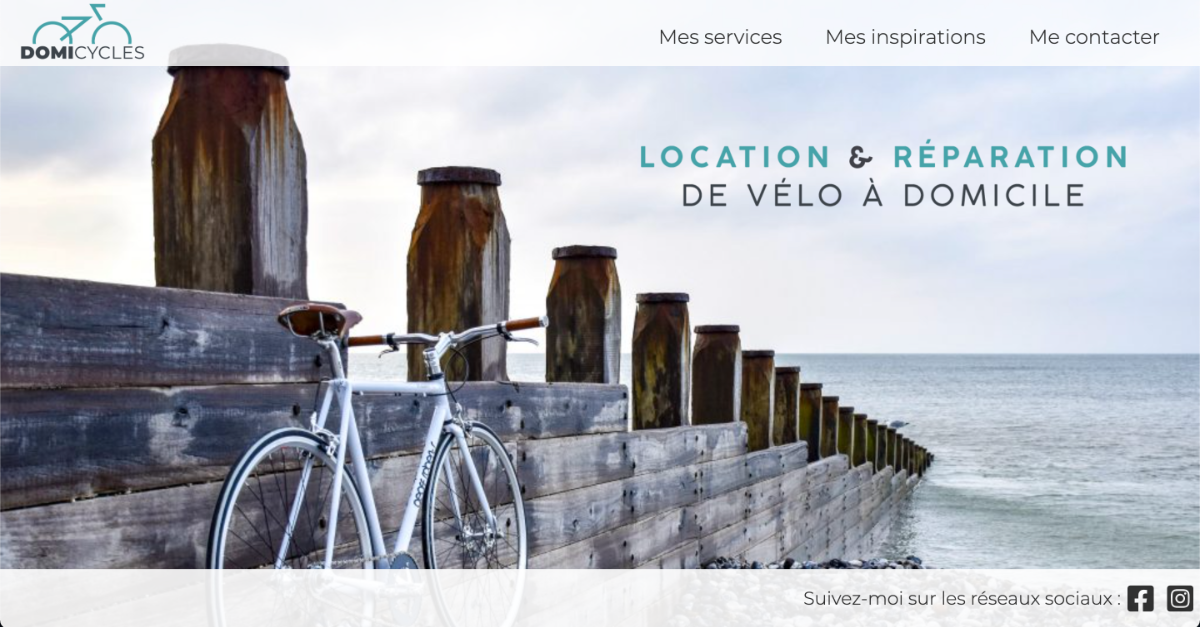 DOMICYCLES
Mes services
Mes inspirations
Me contacter
LOCATION & RÉPARATION
DE VÉLO À DOMICILE
Suivez-moi sur les réseaux sociaux :